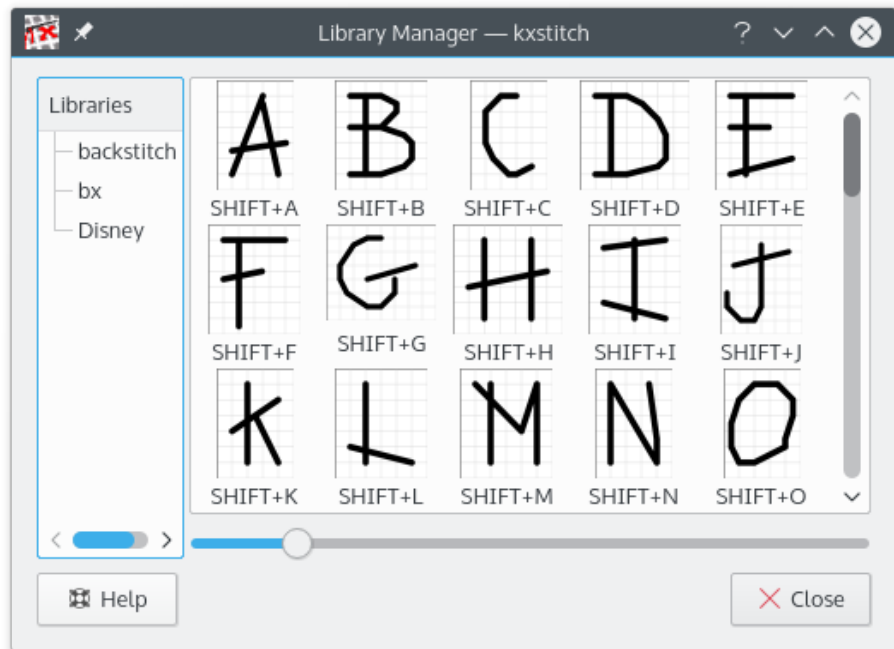 Library Manager — kxstitch
Libraries
backstitch
bx
Disney
A B C D E
SHIFT+A SHIFT+B SHIFT+C SHIFT+D SHIFT+E
F G H I J
SHIFT+F SHIFT+G SHIFT+H SHIFT+I SHIFT+J
K L M N O
SHIFT+K SHIFT+L SHIFT+M SHIFT+N SHIFT+O
Help
Close